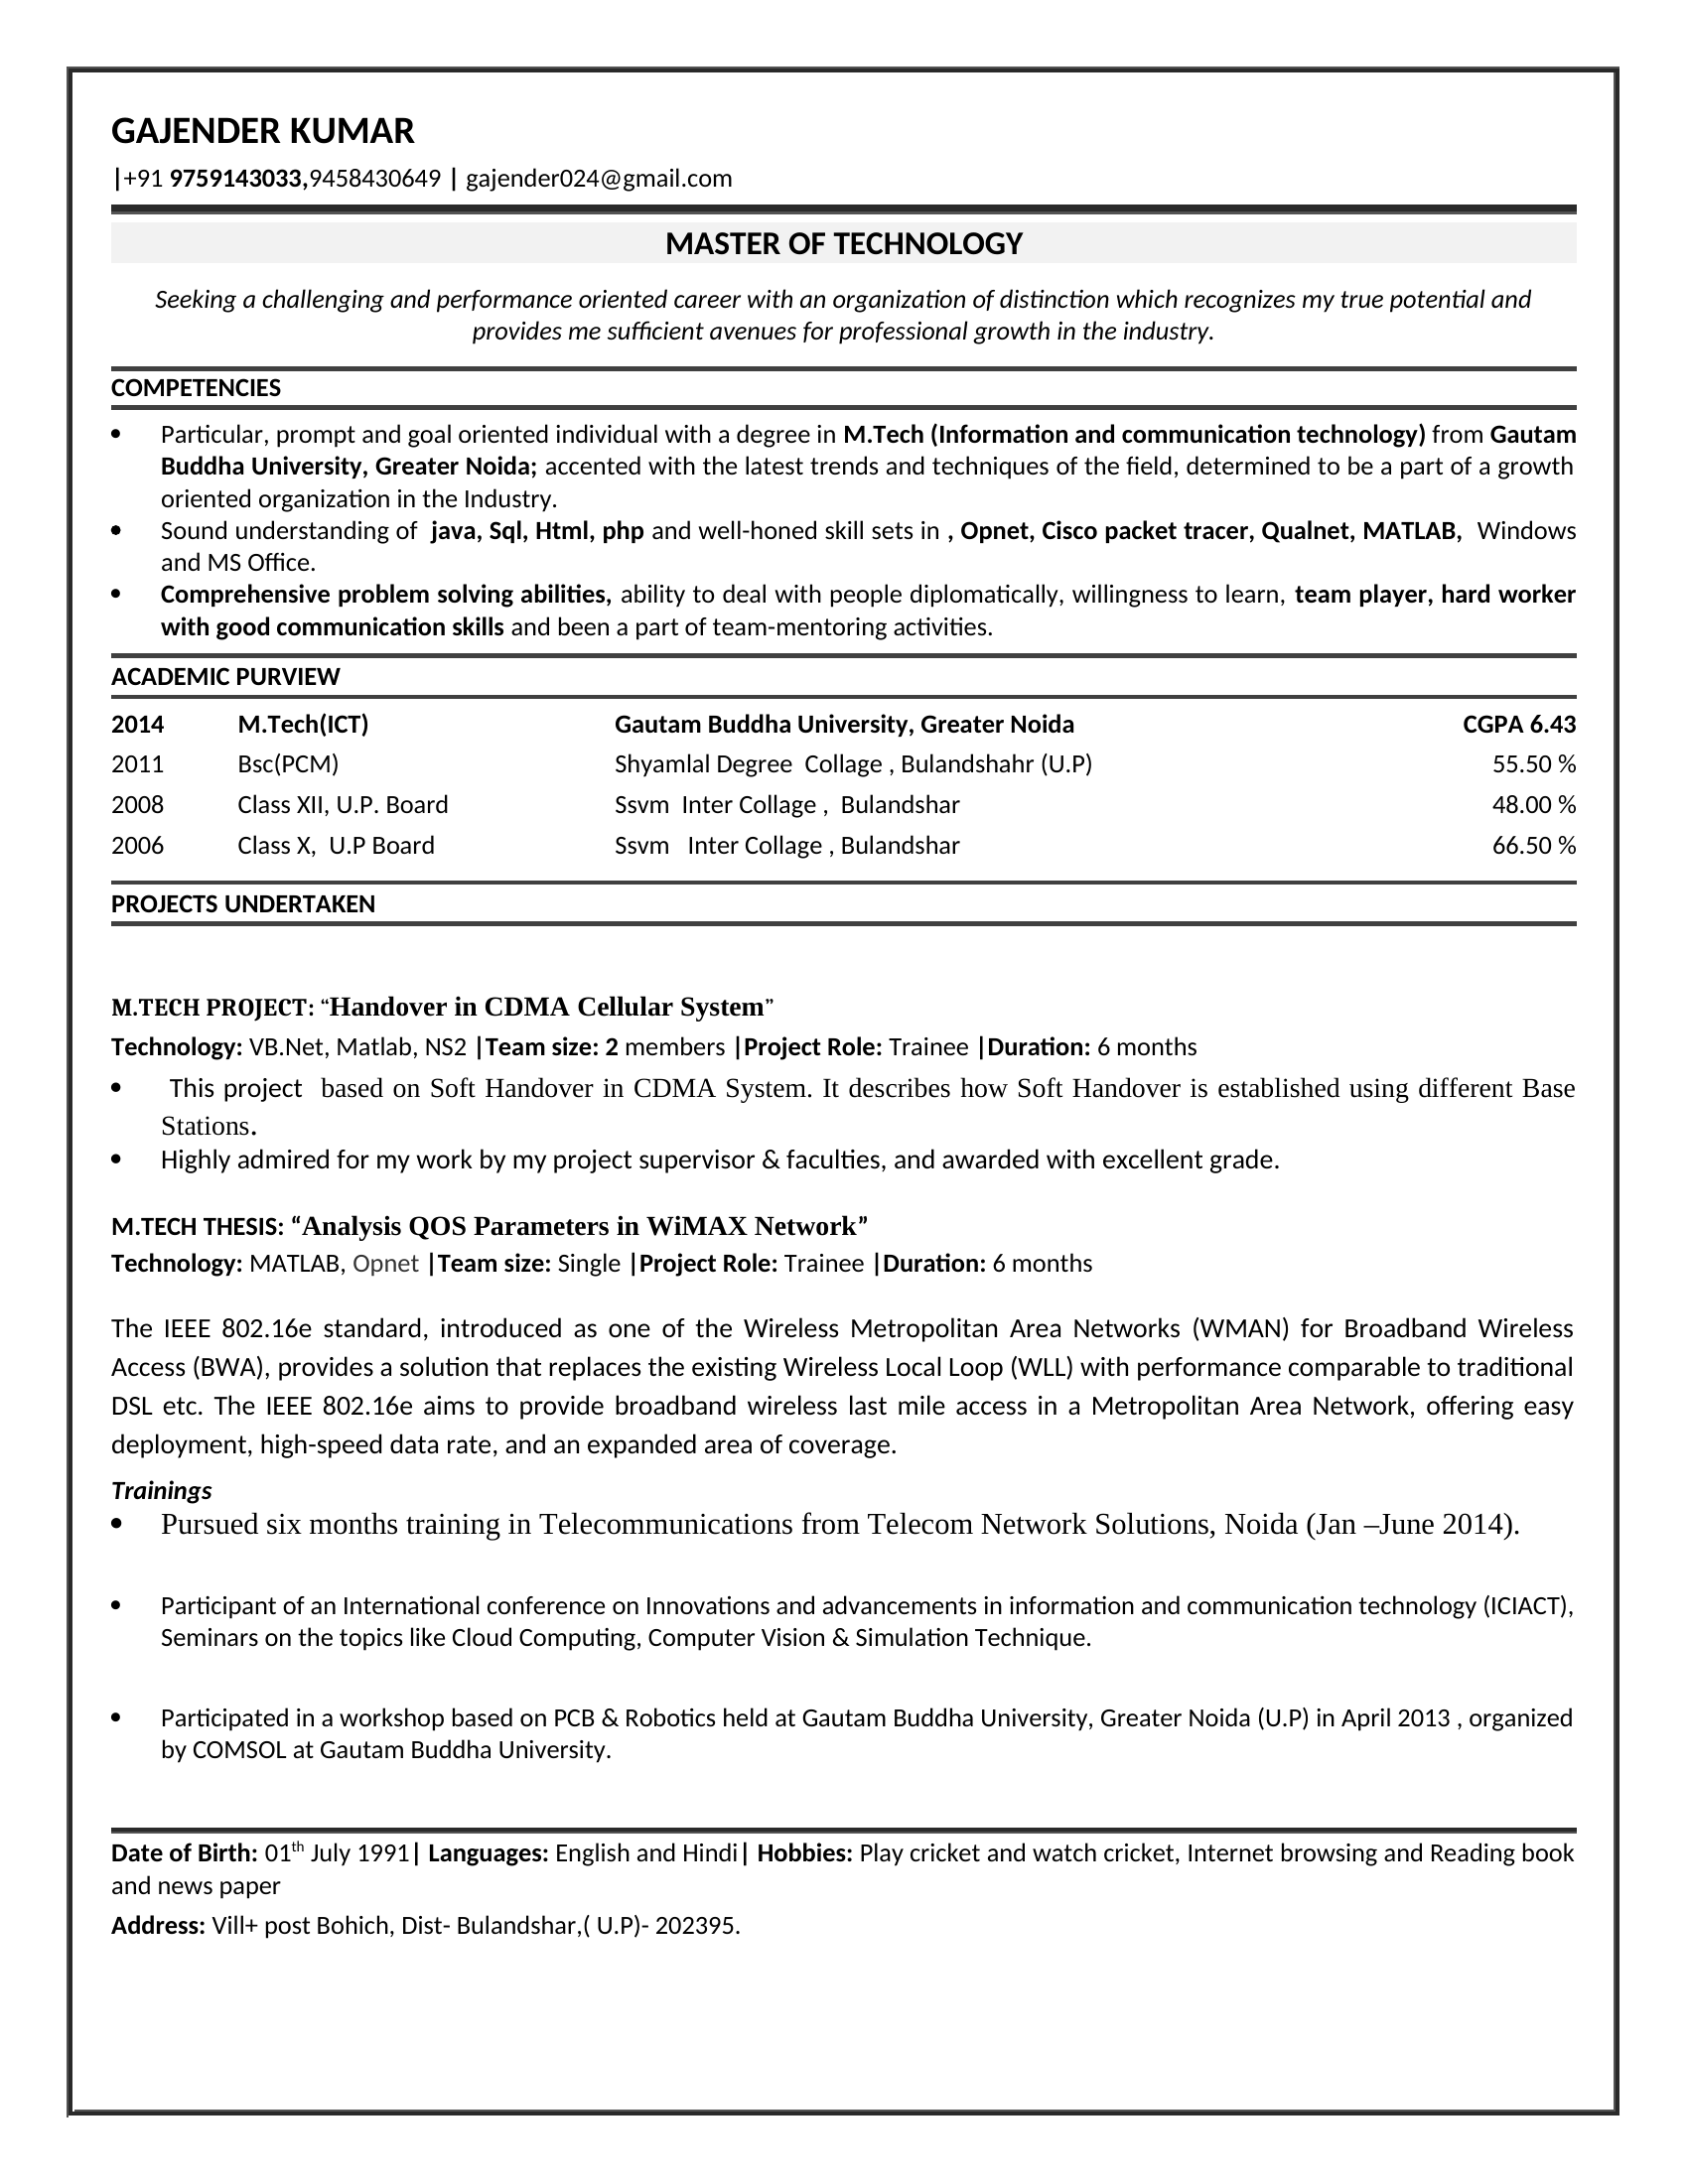 GAJENDER KUMAR
|+91 9759143033,9458430649 | gajender024@gmail.com
MASTER OF TECHNOLOGY
Seeking a challenging and performance oriented career with an organization of distinction which recognizes my true potential and
provides me sufficient avenues for professional growth in the industry.
COMPETENCIES
• Particular, prompt and goal oriented individual with a degree in M.Tech (Information and communication technology) from Gautam
Buddha University, Greater Noida; accented with the latest trends and techniques of the field, determined to be a part of a growth
oriented organization in the Industry.
• Sound understanding of java, Sql, Html, php and well-honed skill sets in , Opnet, Cisco packet tracer, Qualnet, MATLAB, Windows
and MS Office.
• Comprehensive problem solving abilities, ability to deal with people diplomatically, willingness to learn, team player, hard worker
with good communication skills and been a part of team-mentoring activities.
ACADEMIC PURVIEW
2014 M.Tech(ICT) Gautam Buddha University, Greater Noida CGPA 6.43
2011 Bsc(PCM) Shyamlal Degree Collage , Bulandshahr (U.P) 55.50 %
2008 Class XII, U.P. Board Ssvm Inter Collage , Bulandshar 48.00 %
2006 Class X, U.P Board Ssvm Inter Collage , Bulandshar 66.50 %
PROJECTS UNDERTAKEN
M.TECH PROJECT: “Handover in CDMA Cellular System”
Technology: VB.Net, Matlab, NS2 |Team size: 2 members |Project Role: Trainee |Duration: 6 months
• This project based on Soft Handover in CDMA System. It describes how Soft Handover is established using different Base
Stations.
• Highly admired for my work by my project supervisor & faculties, and awarded with excellent grade.
M.TECH THESIS: “Analysis QOS Parameters in WiMAX Network”
Technology: MATLAB, Opnet |Team size: Single |Project Role: Trainee |Duration: 6 months
The IEEE 802.16e standard, introduced as one of the Wireless Metropolitan Area Networks (WMAN) for Broadband Wireless
Access (BWA), provides a solution that replaces the existing Wireless Local Loop (WLL) with performance comparable to traditional
DSL etc. The IEEE 802.16e aims to provide broadband wireless last mile access in a Metropolitan Area Network, offering easy
deployment, high-speed data rate, and an expanded area of coverage.
Trainings
• Pursued six months training in Telecommunications from Telecom Network Solutions, Noida (Jan –June 2014).
• Participant of an International conference on Innovations and advancements in information and communication technology (ICIACT),
Seminars on the topics like Cloud Computing, Computer Vision & Simulation Technique.
• Participated in a workshop based on PCB & Robotics held at Gautam Buddha University, Greater Noida (U.P) in April 2013 , organized
by COMSOL at Gautam Buddha University.
Date of Birth: 01th July 1991| Languages: English and Hindi| Hobbies: Play cricket and watch cricket, Internet browsing and Reading book
and news paper
Address: Vill+ post Bohich, Dist- Bulandshar,( U.P)- 202395.